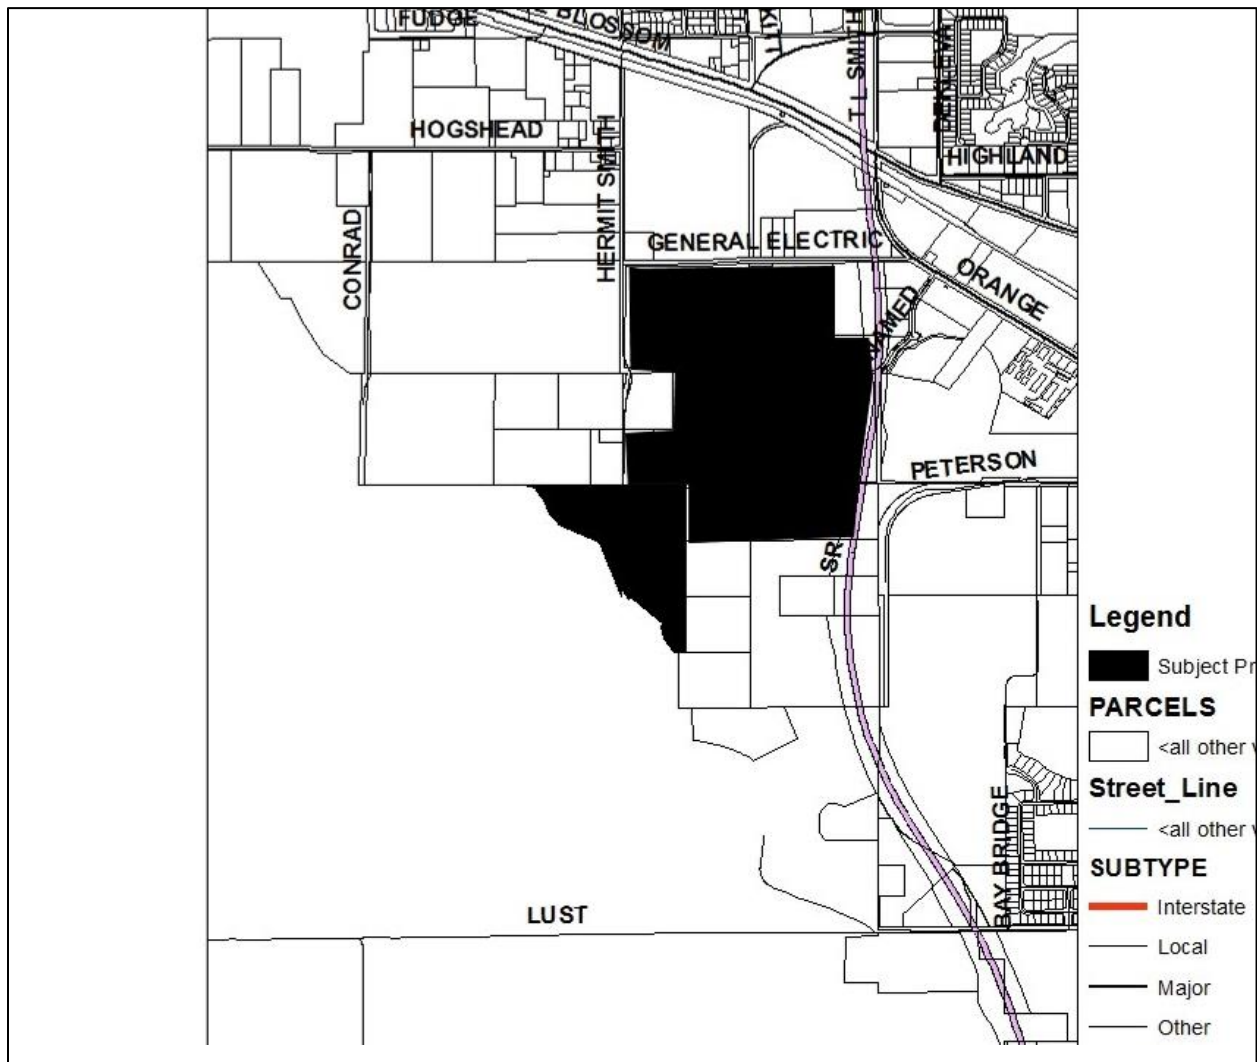 FUDGE
BLOSSOM
T L SMITH
HOGSHEAD
HIGHLAND
HERMIT SMITH
CONRAD
GENERAL ELECTRIC
ORANGE
PETERSON
SR
BAY BRIDGE
LUST
Legend
Subject Pr
PARCELS
<all other v
Street_Line
<all other v
SUBTYPE
Interstate
Local
Major
Other